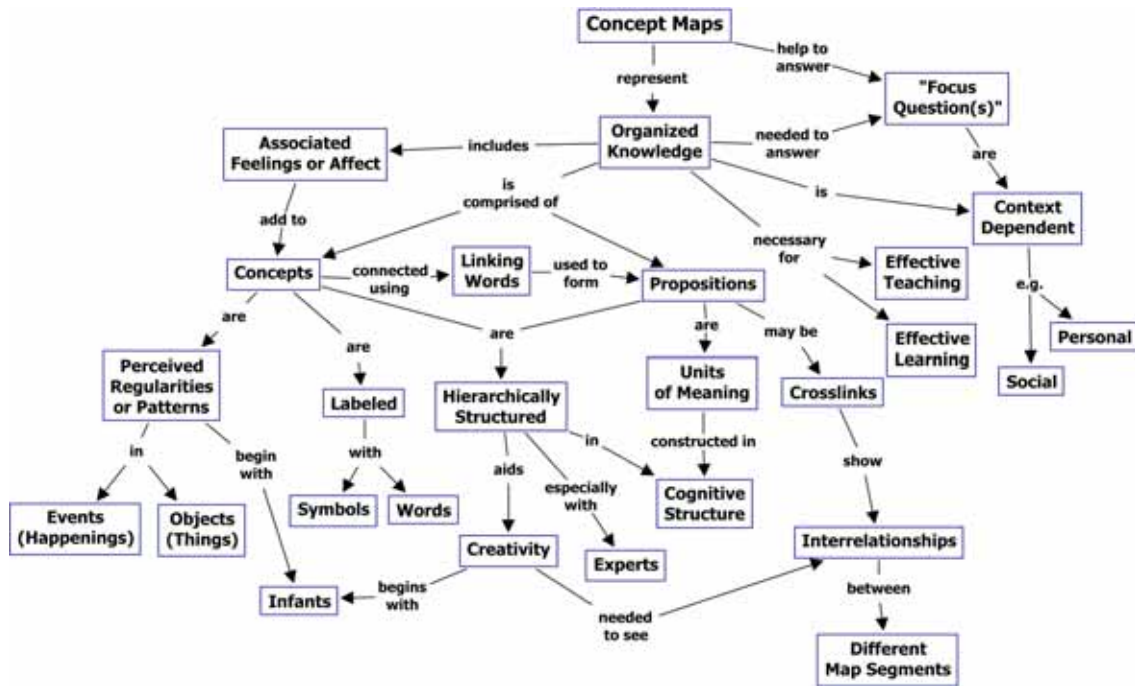 Concept Maps
help to
answer
represent
"Focus
Question(s)"
Organized
Knowledge
needed to
answer
Associated
Feelings or Affect
includes
are
is
comprised of
is
Context
Dependent
add to
necessary
for
Concepts
connected
using
Linking
Words
used to
form
Propositions
Effective
Teaching
e.g.
are
are
are
are
may be
Effective
Learning
Personal
Perceived
Regularities
or Patterns
Labeled
Hierarchically
Structured
Units
of Meaning
Crosslinks
Social
in
begin
with
with
aids
in
constructed in
show
especially
with
Events
(Happenings)
Objects
(Things)
Symbols
Words
Cognitive
Structure
Creativity
Experts
Interrelationships
Infants
begins
with
needed
to see
between
Different
Map Segments